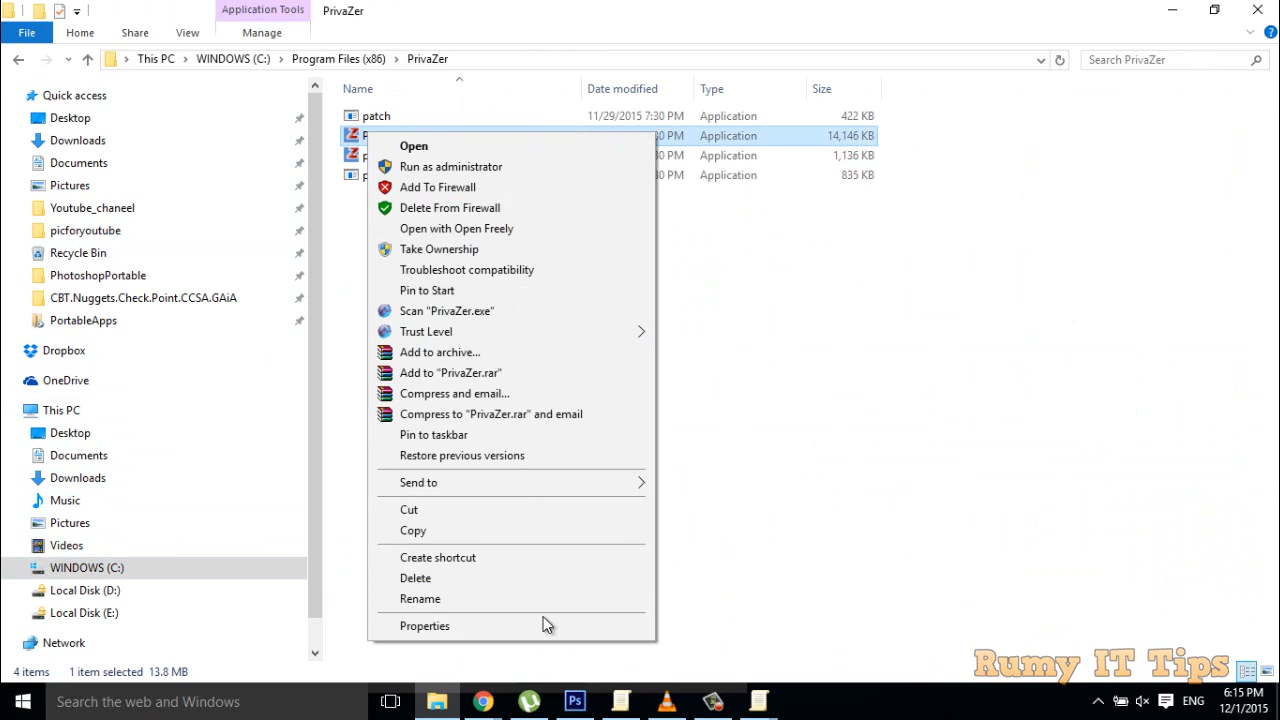 Application Tools PrivaZer
File Home Share View Manage
This PC WINDOWS (C:) Program Files (x86) PrivaZer Search PrivaZer
Name Date modified Type Size
Quick access
Desktop
Downloads
Documents
Pictures
Youtube_chaneel
picforyoutube
Recycle Bin
PhotoshopPortable
CBT.Nuggets.Check.Point.CCSA.GAiA
PortableApps
Dropbox
OneDrive
This PC
Desktop
Documents
Downloads
Music
Pictures
Videos
WINDOWS (C:)
Local Disk (D:)
Local Disk (E:)
Network
patch 11/29/2015 7:30 PM Application 422 KB
PM Application 14,146 KB
PM Application 1,136 KB
PM Application 835 KB
Open
Run as administrator
Add To Firewall
Delete From Firewall
Open with Open Freely
Take Ownership
Troubleshoot compatibility
Pin to Start
Scan "PrivaZer.exe"
Trust Level
Add to archive...
Add to "PrivaZer.rar"
Compress and email...
Compress to "PrivaZer.rar" and email
Pin to taskbar
Restore previous versions
Send to
Cut
Copy
Create shortcut
Delete
Rename
Properties
4 items 1 item selected 13.8 MB
Rumy IT Tips
Search the web and Windows
Ps
ENG
6:15 PM
12/1/2015